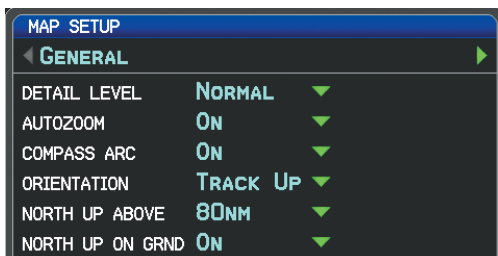 MAP SETUP
GENERAL
DETAIL LEVEL NORMAL
AUTOZOOM ON
COMPASS ARC ON
ORIENTATION TRACK UP
NORTH UP ABOVE 80NM
NORTH UP ON GRND ON